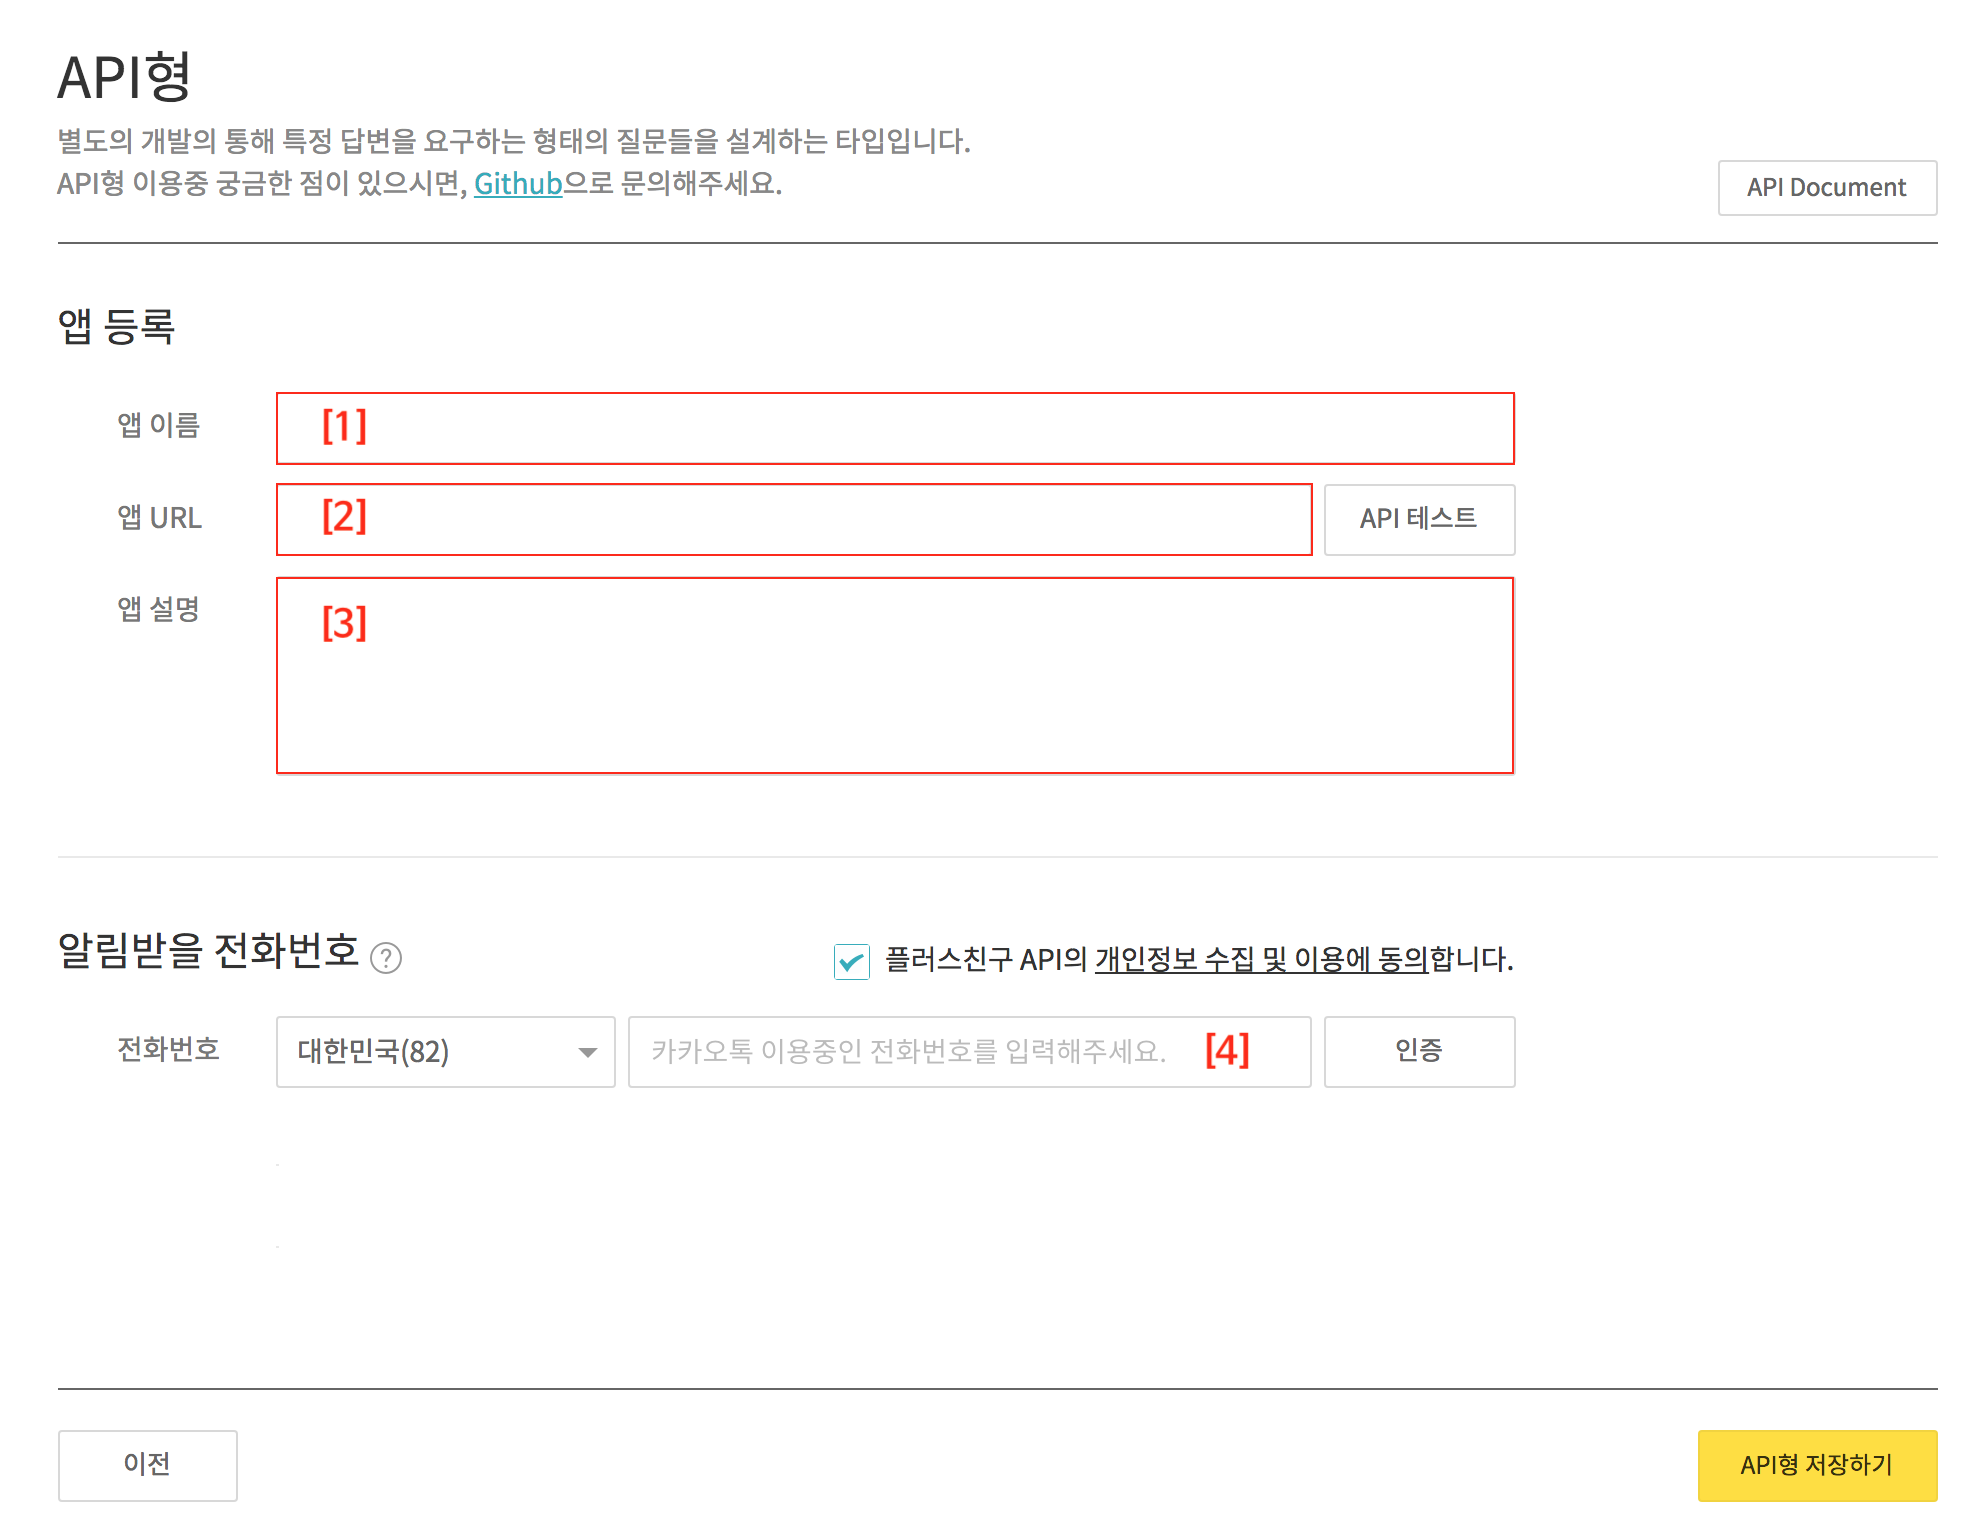 API형
별도의 개발의 통해 특정 답변을 요구하는 형태의 질문들을 설계하는 타입입니다.
API형 이용중 궁금한 점이 있으시면, Github으로 문의해주세요.
API Document
앱 등록
앱 이름
[1]
앱 URL
[2]
API 테스트
앱 설명
[3]
알림받을 전화번호 ?
플러스친구 API의 개인정보 수집 및 이용에 동의합니다.
전화번호
대한민국(82)
카카오톡 이용중인 전화번호를 입력해주세요.
[4]
인증
이전
API형 저장하기